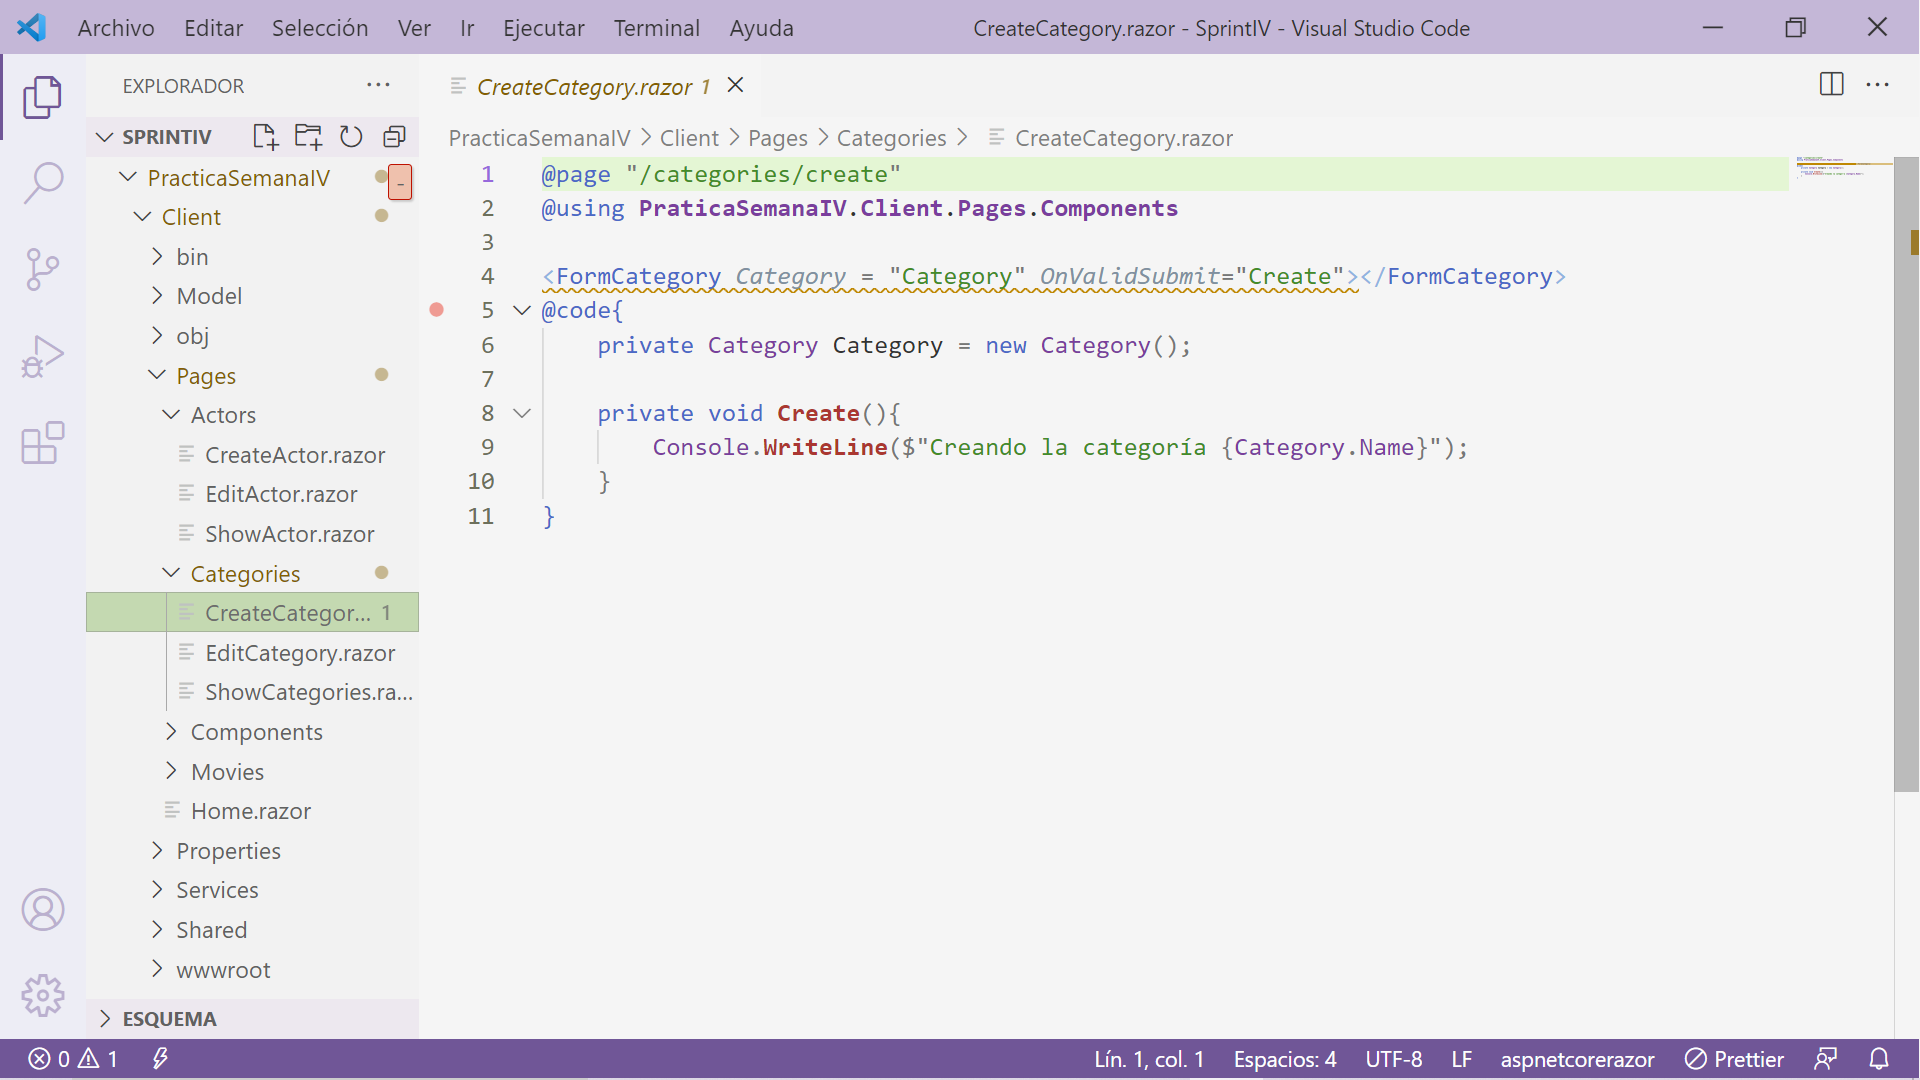 Archivo Editar Selección Ver Ir Ejecutar Terminal Ayuda CreateCategory.razor - SprintIV - Visual Studio Code
EXPLORADOR ···
SPRINTIV
PracticaSemanaIV -
Client
bin
Model
obj
Pages
Actors
CreateActor.razor
EditActor.razor
ShowActor.razor
Categories
CreateCategor... 1
EditCategory.razor
ShowCategories.ra...
Components
Movies
Home.razor
Properties
Services
Shared
wwwroot
ESQUEMA
CreateCategory.razor 1
PracticaSemanaIV > Client > Pages > Categories > CreateCategory.razor
1 @page "/categories/create"
2 @using PraticaSemanaIV.Client.Pages.Components
3
4 <FormCategory Category = "Category" OnValidSubmit="Create"></FormCategory>
5 @code{
6 private Category Category = new Category();
7
8 private void Create(){
9 Console.WriteLine($"Creando la categoría {Category.Name}");
10 }
11 }
0 1 Lín. 1, col. 1 Espacios: 4 UTF-8 LF aspnetcorerazor Prettier